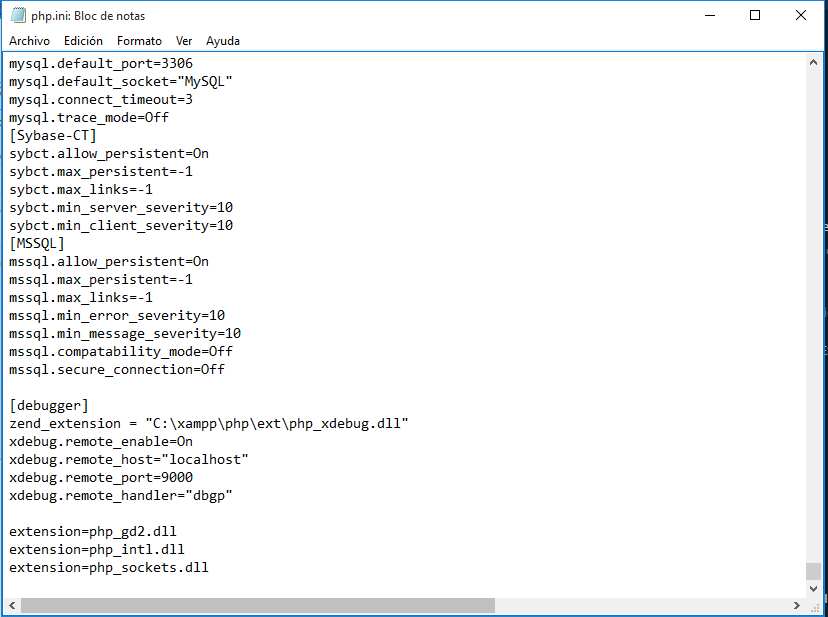 php.ini: Bloc de notas
Archivo Edición Formato Ver Ayuda
mysql.default_port=3306
mysql.default_socket="MySQL"
mysql.connect_timeout=3
mysql.trace_mode=Off
[Sybase-CT]
sybct.allow_persistent=On
sybct.max_persistent=-1
sybct.max_links=-1
sybct.min_server_severity=10
sybct.min_client_severity=10
[MSSQL]
mssql.allow_persistent=On
mssql.max_persistent=-1
mssql.max_links=-1
mssql.min_error_severity=10
mssql.min_message_severity=10
mssql.compatability_mode=Off
mssql.secure_connection=Off
[debugger]
zend_extension = "C:\xampp\php\ext\php_xdebug.dll"
xdebug.remote_enable=On
xdebug.remote_host="localhost"
xdebug.remote_port=9000
xdebug.remote_handler="dbgp"
extension=php_gd2.dll
extension=php_intl.dll
extension=php_sockets.dll